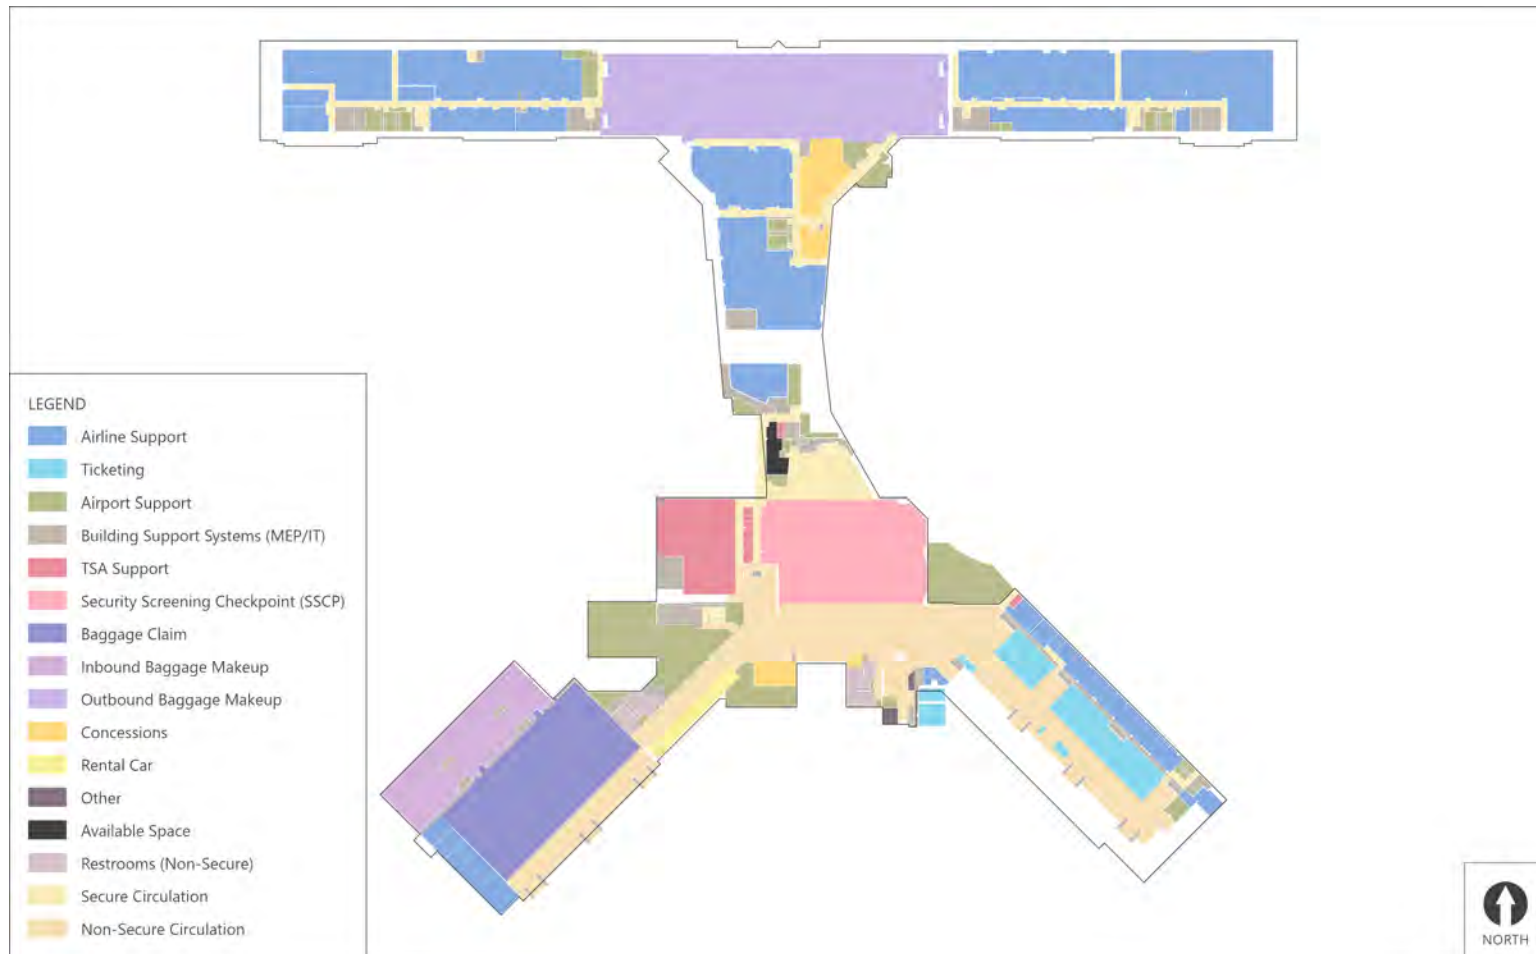 LEGEND
Airline Support
Ticketing
Airport Support
Building Support Systems (MEP/IT)
TSA Support
Security Screening Checkpoint (SSCP)
Baggage Claim
Inbound Baggage Makeup
Outbound Baggage Makeup
Concessions
Rental Car
Other
Available Space
Restrooms (Non-Secure)
Secure Circulation
Non-Secure Circulation
NORTH